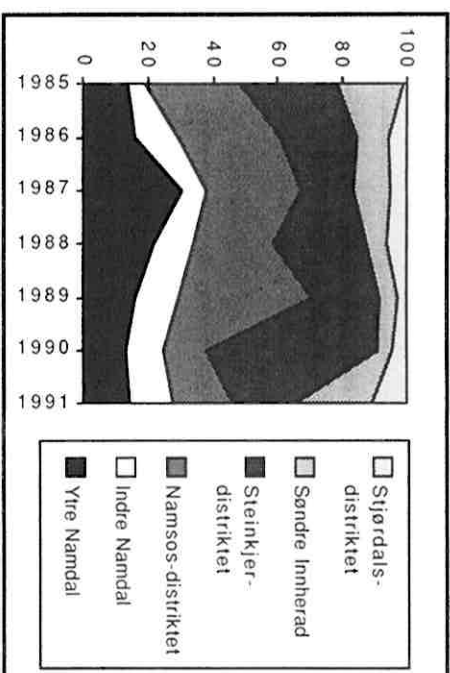 100
80
60
40
20
0
1985
1986
1987
1988
1989
1990
1991
Stjørdals-
distriktet
Søndre Innherad
Steinkjer-
distriktet
Namsos-distriktet
Indre Namdal
Ytre Namdal